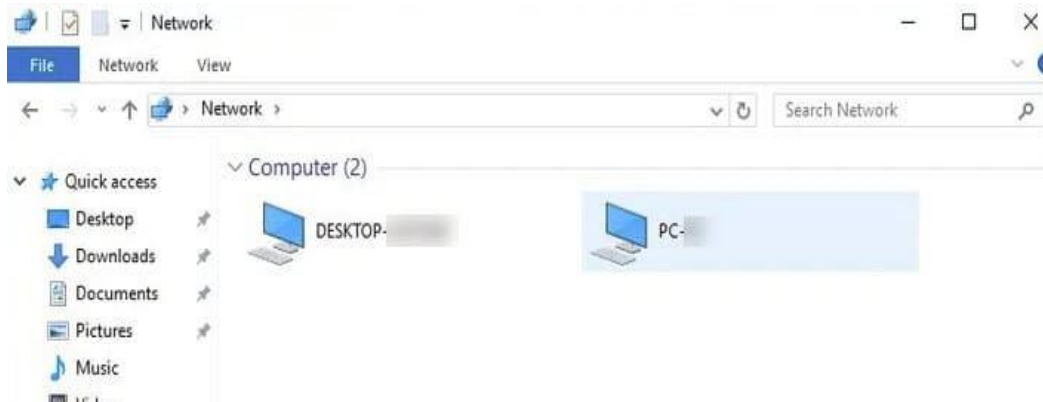 Network
File Network View
Network
Search Network
Computer (2)
Quick access
Desktop
DESKTOP-
PC-
Downloads
Documents
Pictures
Music